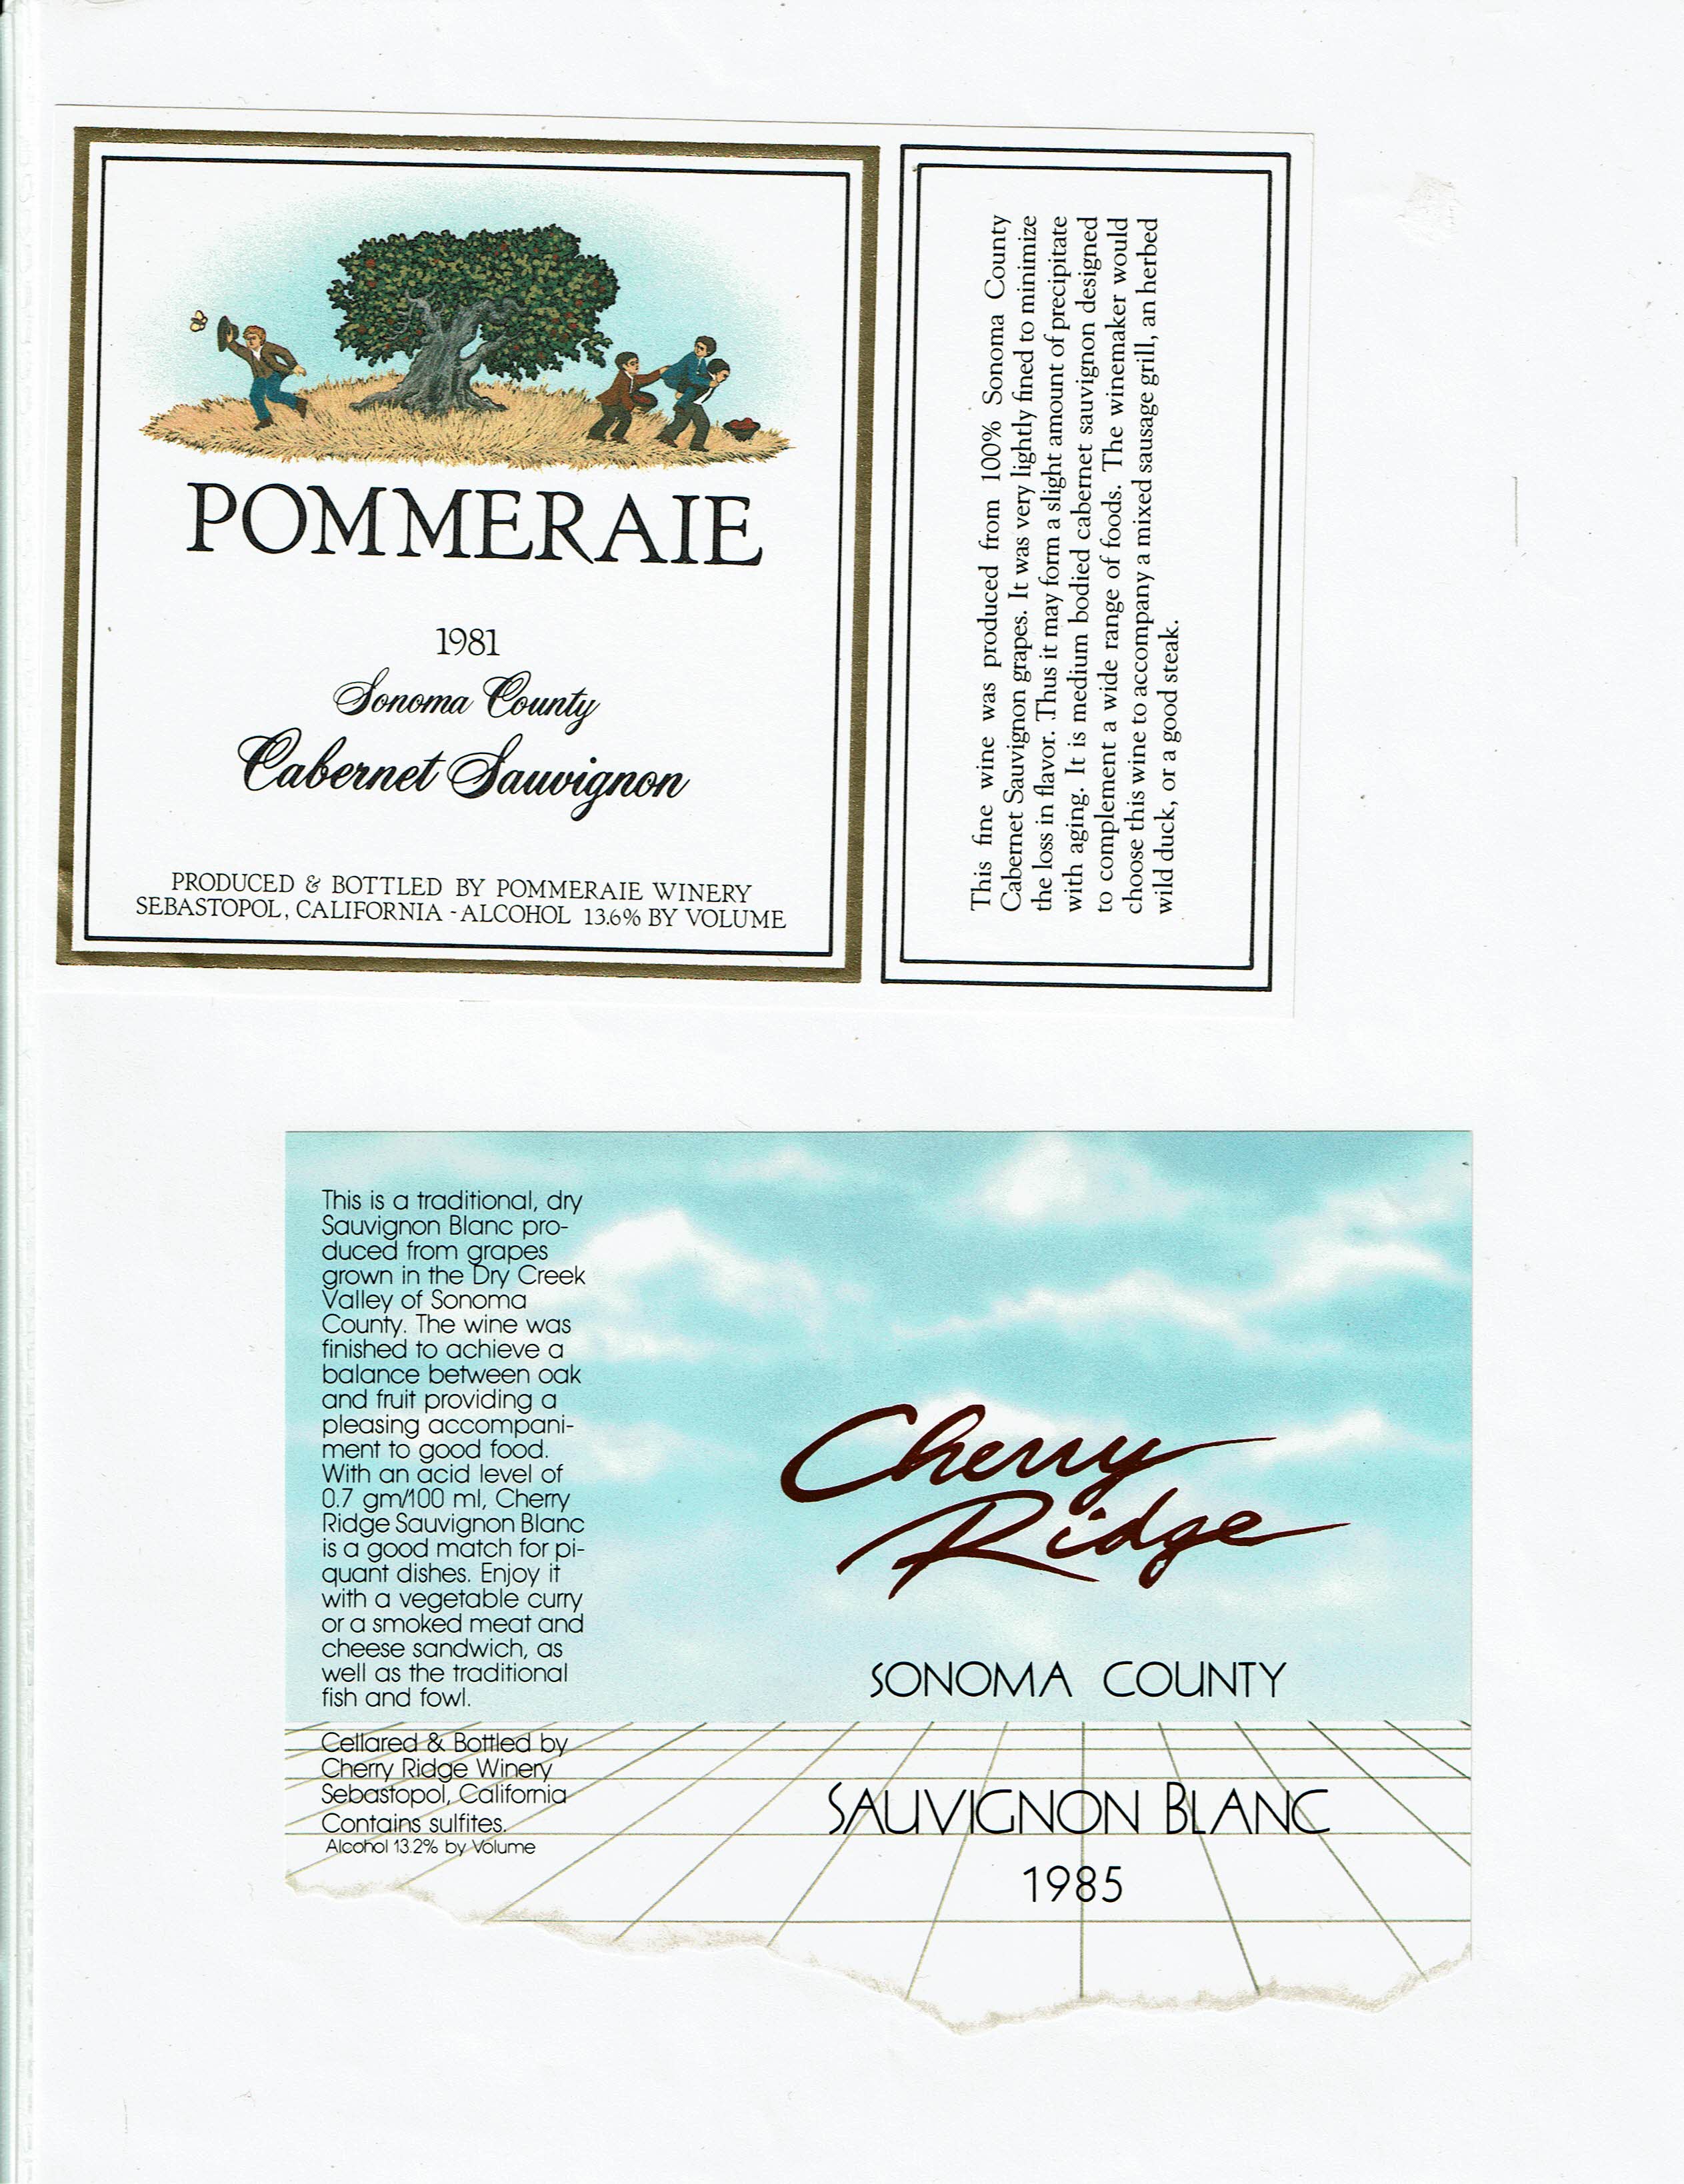 POMMERAIE
1981
Sonoma County
Cabernet Sauvignon
PRODUCED & BOTTLED BY POMMERAIE WINERY
SEBASTOPOL, CALIFORNIA - ALCOHOL 13.6% BY VOLUME
This fine wine was produced from 100% Sonoma County
Cabernet Sauvignon grapes. It was very lightly fined to minimize
the loss in flavor. Thus it may form a slight amount of precipitate
with aging. It is medium bodied cabernet sauvignon designed
to complement a wide range of foods. The winemaker would
choose this wine to accompany a mixed sausage grill, an herbed
wild duck, or a good steak.
This is a traditional, dry
Sauvignon Blanc pro-
duced from grapes
grown in the Dry Creek
Valley of Sonoma
County. The wine was
finished to achieve a
balance between oak
and fruit providing a
pleasing accompani-
ment to good food.
With an acid level of
0.7 gm/100 ml, Cherry
Ridge Sauvignon Blanc
is a good match for pi-
quant dishes. Enjoy it
with a vegetable curry
or a smoked meat and
cheese sandwich, as
well as the traditional
fish and fowl.
Cellared & Bottled by
Cherry Ridge Winery
Sebastopol, California
Contains sulfites.
Alcohol 13.2% by Volume
Cherry
Ridge
SONOMA COUNTY
SAUVIGNON BLANC
1985